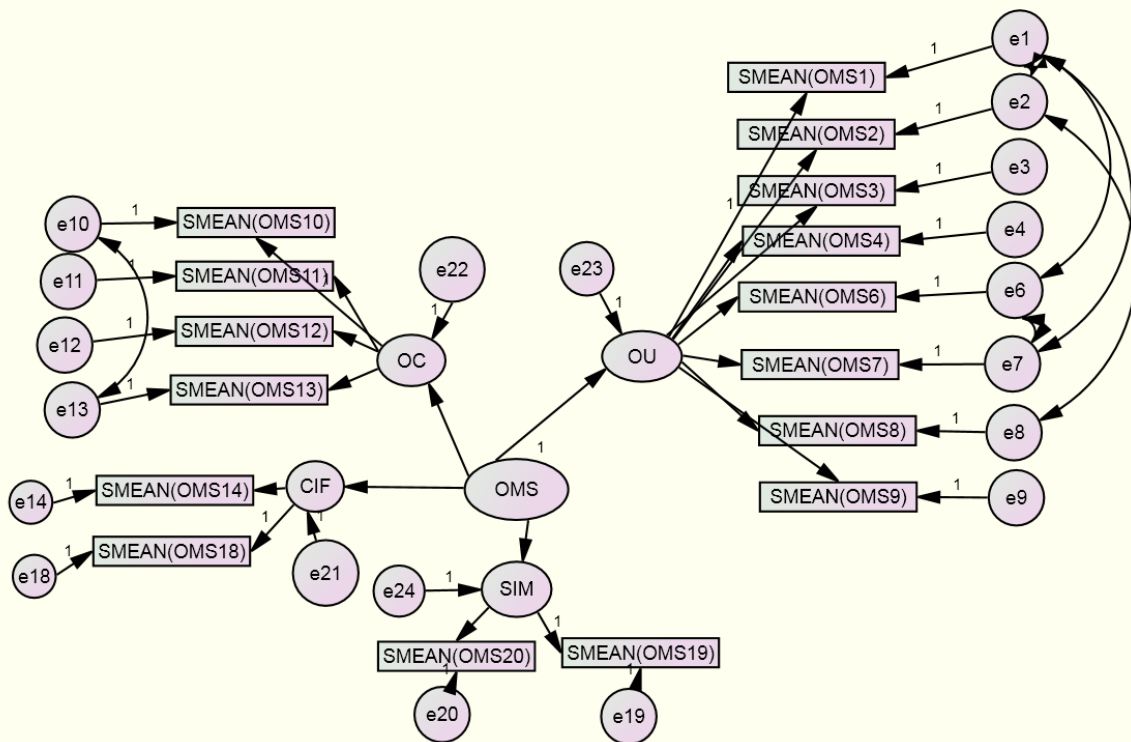 e1
1
SMEAN(OMS1)
e2
1
SMEAN(OMS2)
e3
1
SMEAN(OMS3)
1
e4
1
SMEAN(OMS4)
e6
1
SMEAN(OMS6)
e7
1
SMEAN(OMS7)
e8
1
SMEAN(OMS8)
e9
1
SMEAN(OMS9)
e10
1
SMEAN(OMS10)
e11
1
SMEAN(OMS11)
1
e12
1
SMEAN(OMS12)
e13
1
SMEAN(OMS13)
e22
1
OC
e23
1
OU
1
OMS
e14
1
SMEAN(OMS14)
CIF
1
e18
1
SMEAN(OMS18)
1
e21
e24
1
SIM
1
SMEAN(OMS20)
SMEAN(OMS19)
1
1
e20
e19